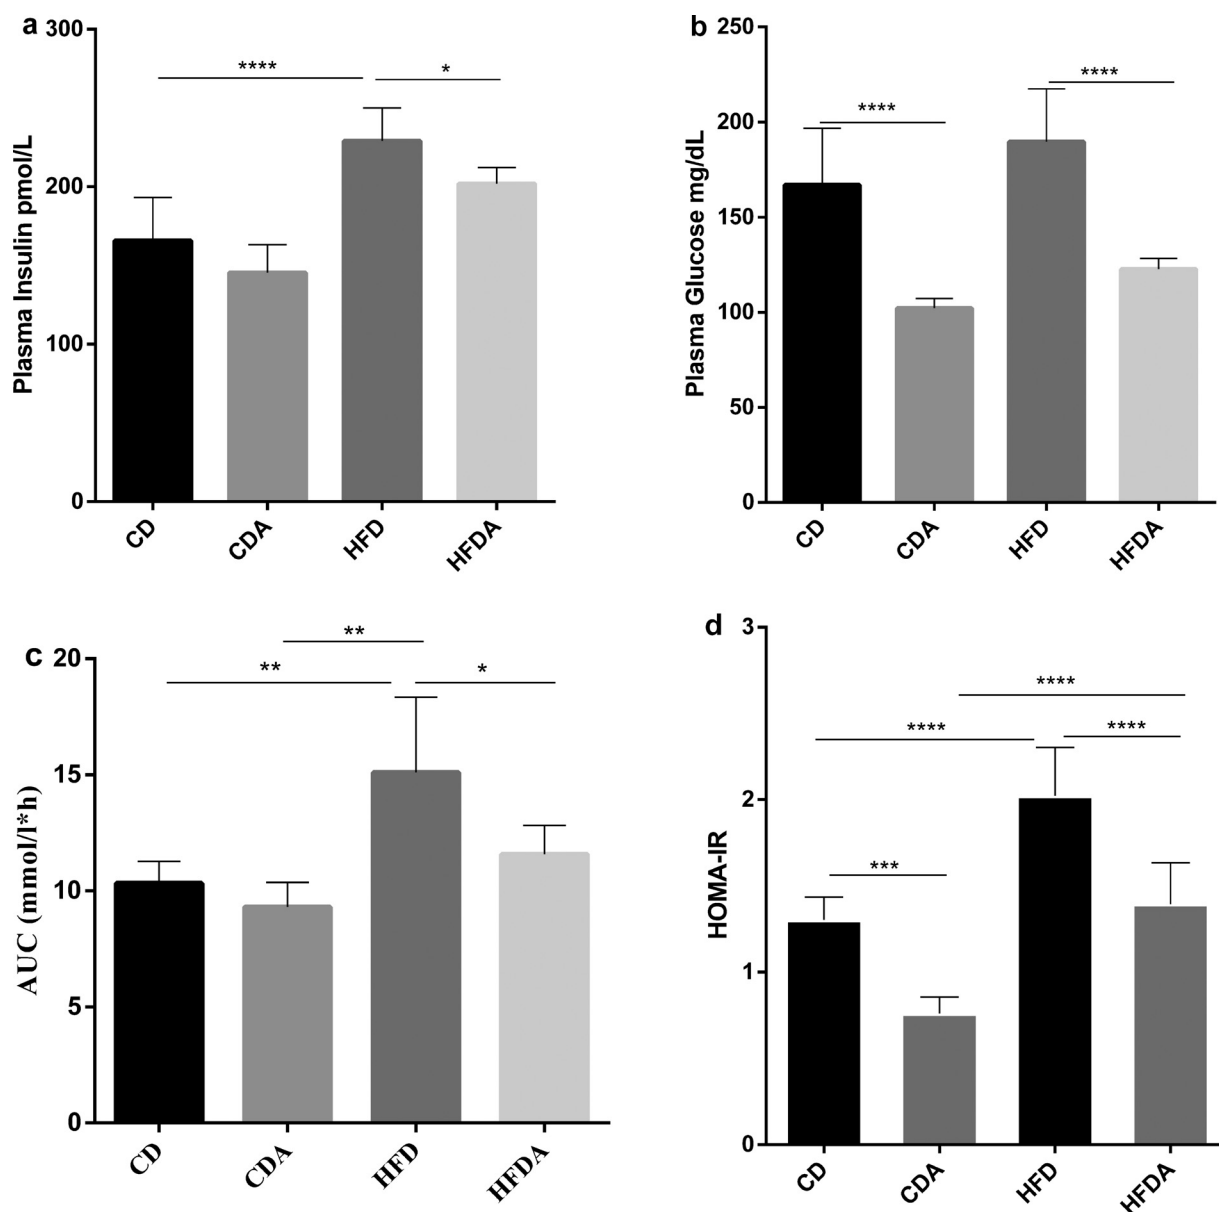 a
Plasma Insulin pmol/L
300
200
100
0
****
*
CD
CDA
HFD
HFDA
b
Plasma Glucose mg/dL
250
200
150
100
50
0
****
****
CD
CDA
HFD
HFDA
c
AUC (mmol/l*h)
20
15
10
5
0
**
**
*
CD
CDA
HFD
HFDA
d
HOMA-IR
3
2
1
0
****
****
****
***
CD
CDA
HFD
HFDA